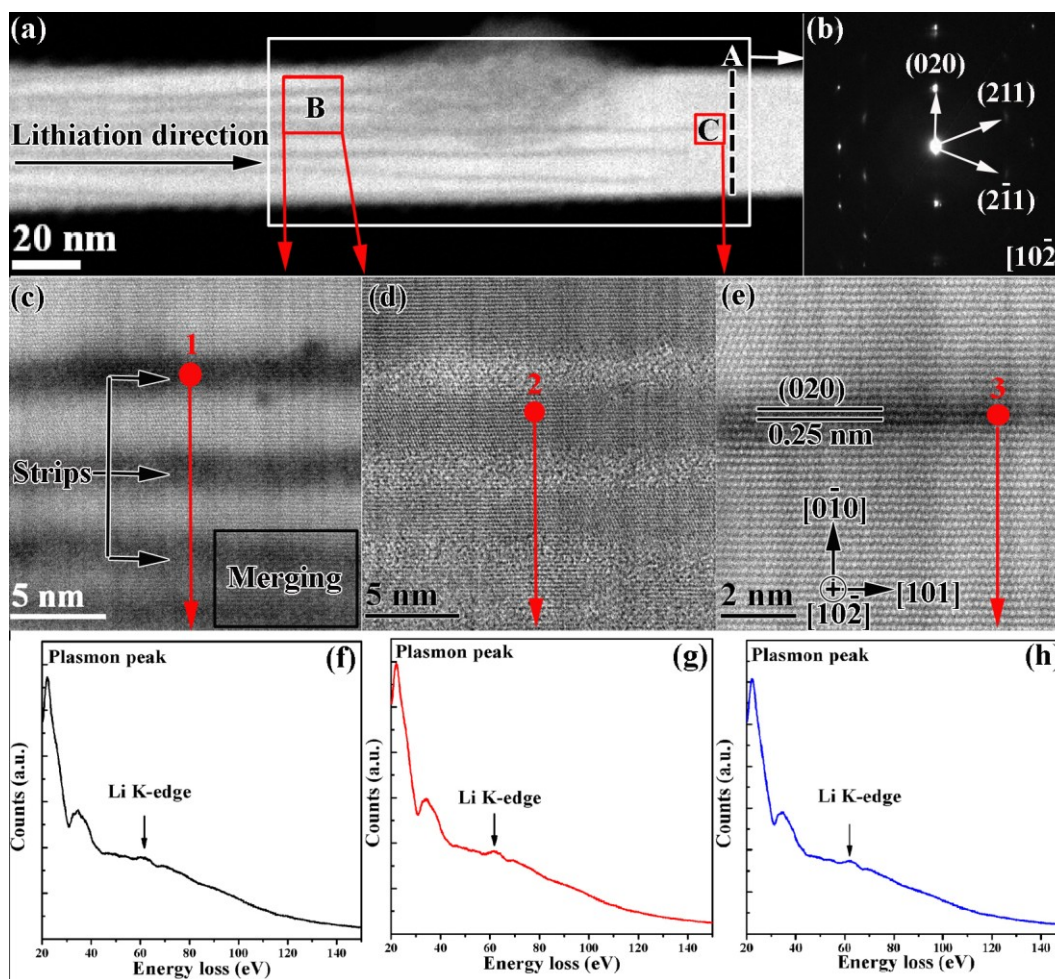 (a)
A
B
C
Lithiation direction
20 nm
(b)
(020)
(211)
(21̄1)
[102̄
(c)
1
Strips
Merging
5 nm
(d)
2
5 nm
(e)
3
(020)
0.25 nm
[01̄0]
[101]
[102̄]
2 nm
Plasmon peak
(f)
Li K-edge
Counts (a.u.)
20 40 60 80 100 120 140
Energy loss (eV)
Plasmon peak
(g)
Li K-edge
Counts (a.u.)
20 40 60 80 100 120 140
Energy loss (eV)
Plasmon peak
(h)
Li K-edge
Counts (a.u.)
20 40 60 80 100 120 140
Energy loss (eV)